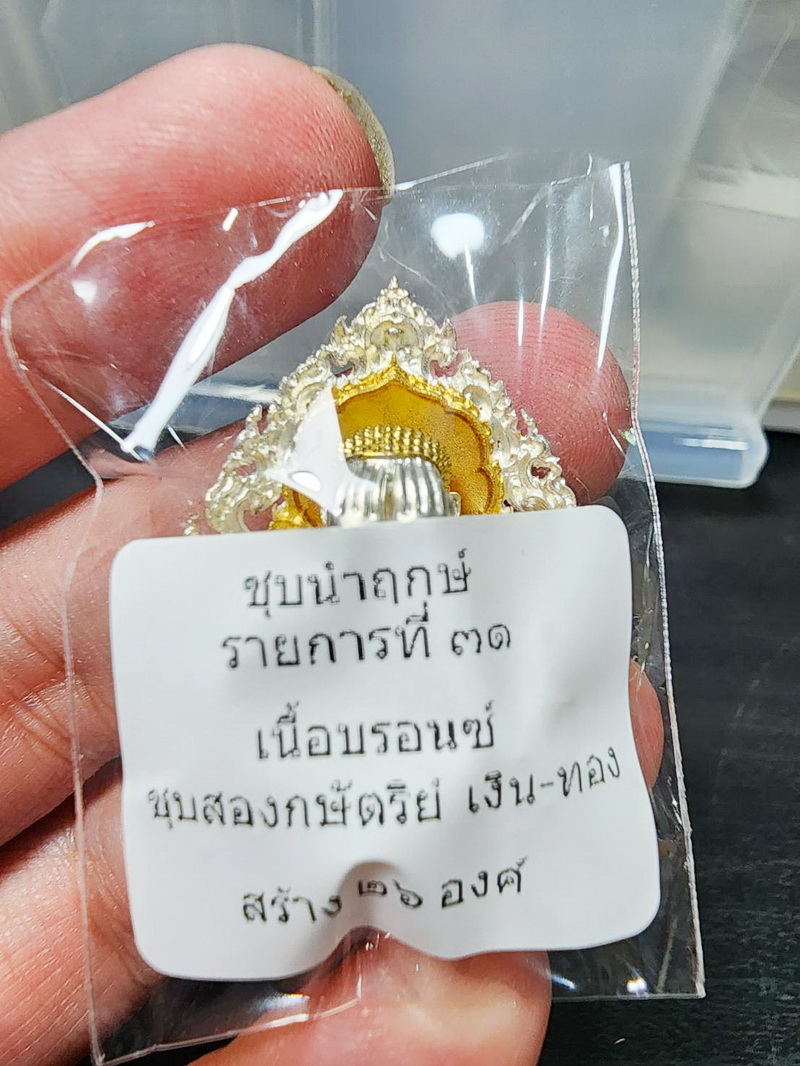 ชุบนำฤกษ์
รายการที่ ๓๑
เนื้อบรอนซ์
ชุบสองกษัตริย์ เงิน-ทอง
สร้าง ๒๖ องค์